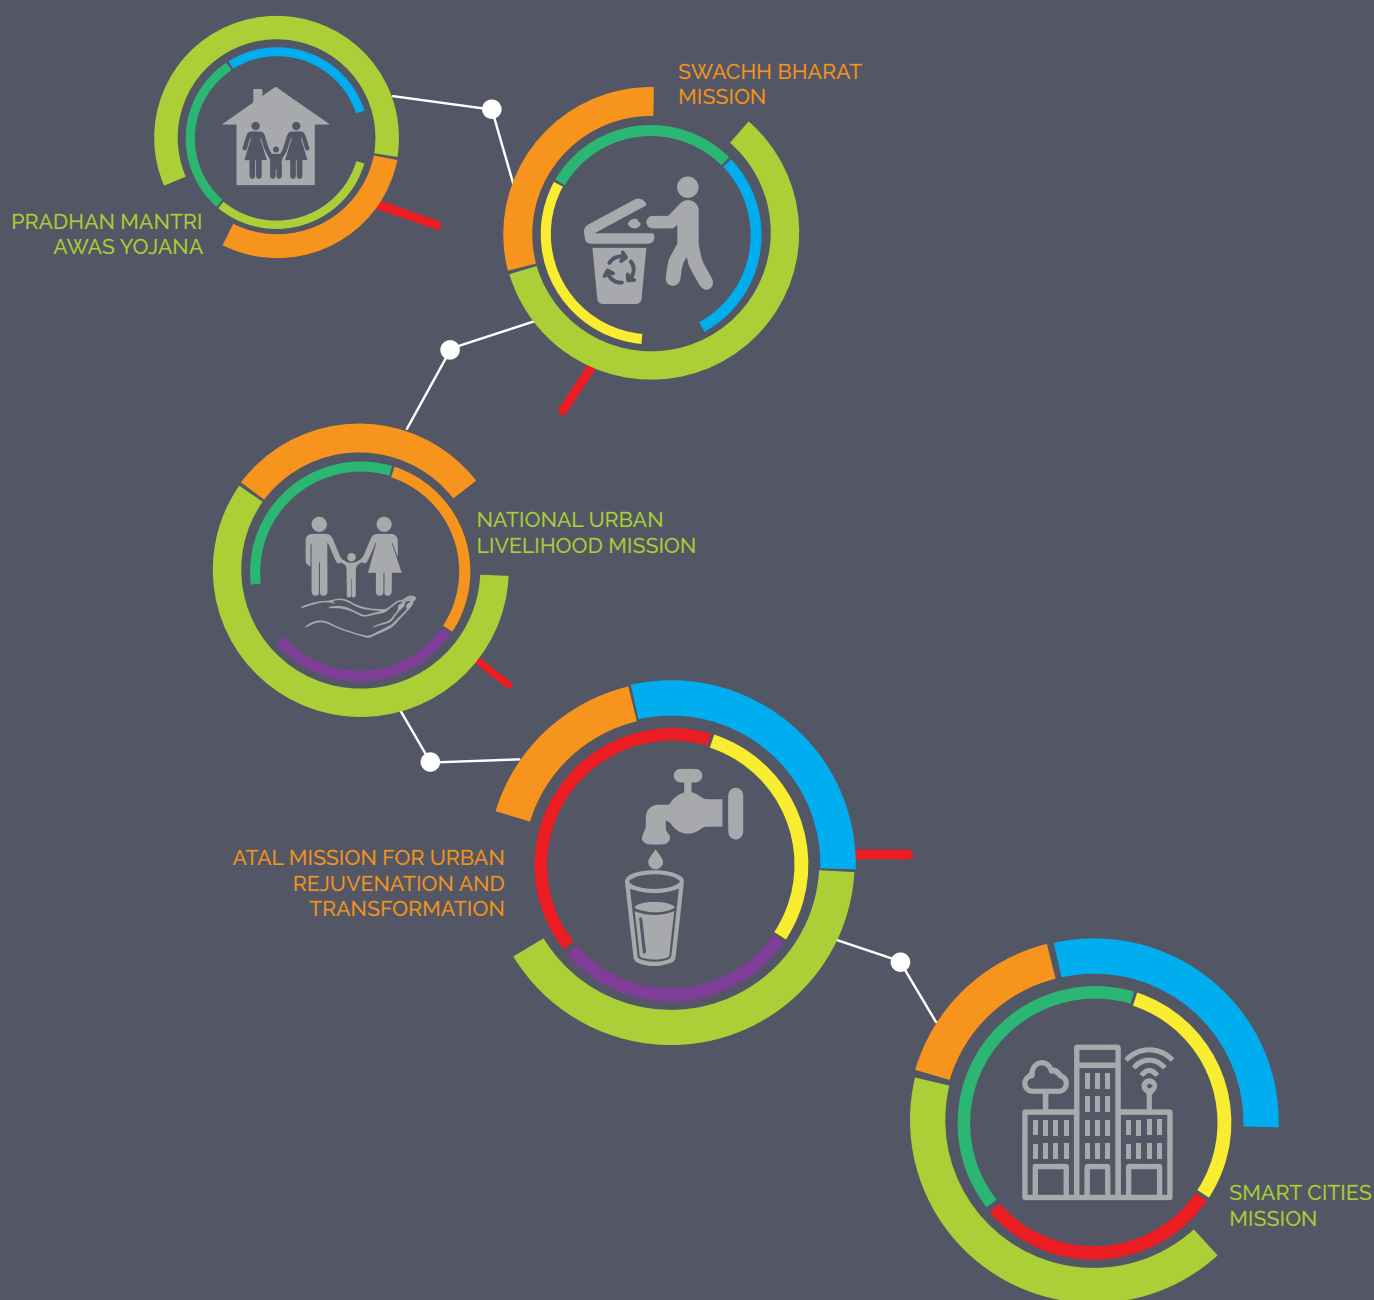 SWACHH BHARAT
MISSION
PRADHAN MANTRI
AWAS YOJANA
NATIONAL URBAN
LIVELIHOOD MISSION
ATAL MISSION FOR URBAN
REJUVENATION AND
TRANSFORMATION
SMART CITIES
MISSION